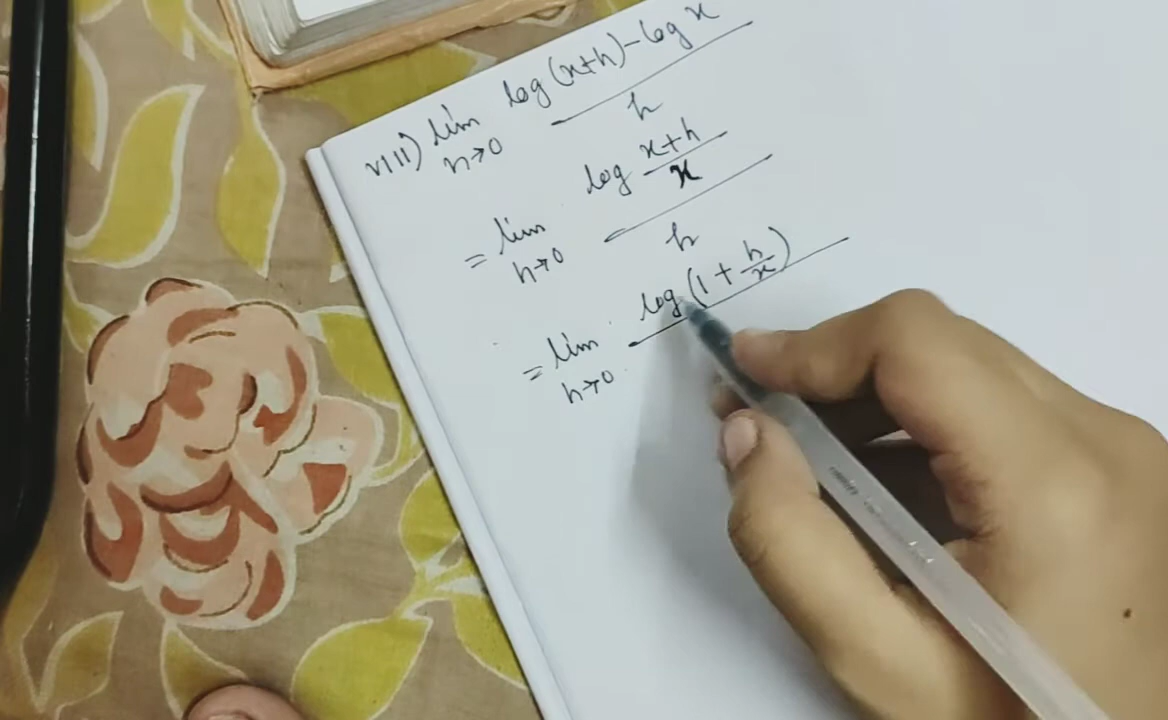 viii) lim h→0 log(x+h)-log x / h
= lim h→0 log x+h/x / h
= lim h→0 log(1 + h/x)